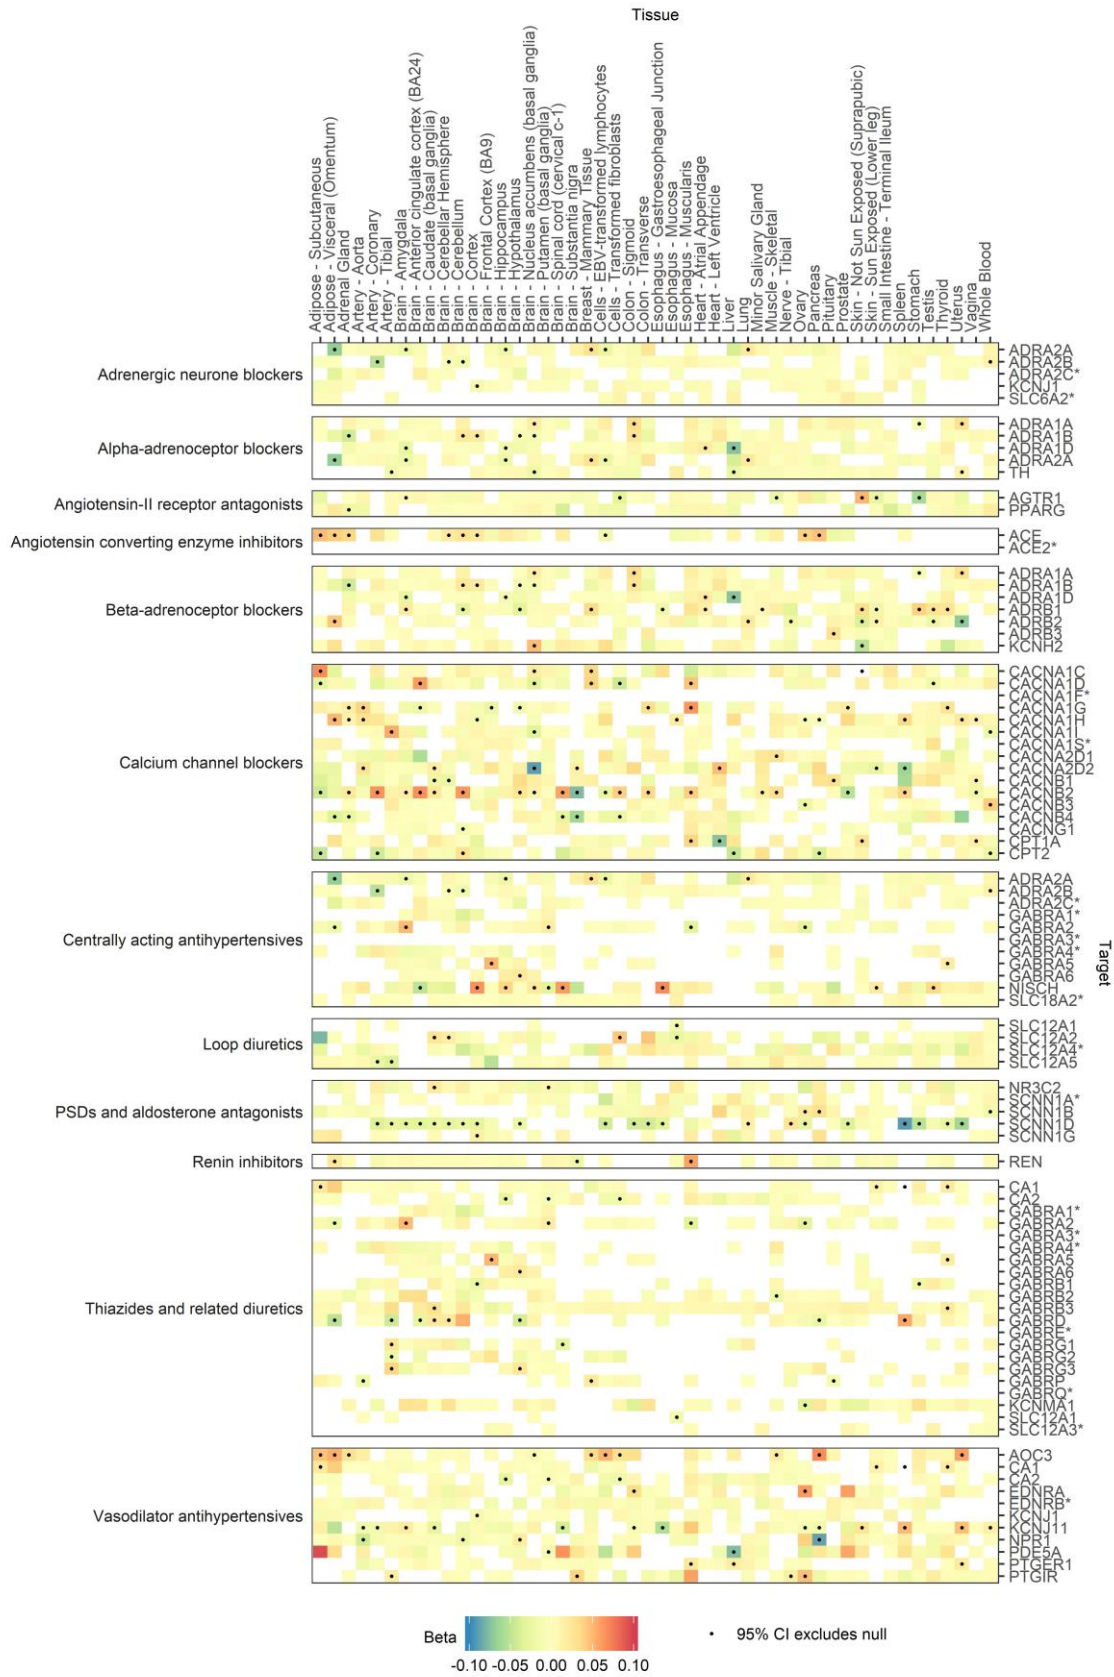 Tissue
Adipose - Subcutaneous
Adipose - Visceral (Omentum)
Adrenal Gland
Artery - Aorta
Artery - Coronary
Artery - Tibial
Brain - Amygdala
Brain - Anterior cingulate cortex (BA24)
Brain - Caudate (basal ganglia)
Brain - Cerebellar Hemisphere
Brain - Cerebellum
Brain - Cortex
Brain - Frontal Cortex (BA9)
Brain - Hippocampus
Brain - Hypothalamus
Brain - Nucleus accumbens (basal ganglia)
Brain - Putamen (basal ganglia)
Brain - Spinal cord (cervical c-1)
Brain - Substantia nigra
Breast - Mammary Tissue
Cells - EBV-transformed lymphocytes
Cells - Transformed fibroblasts
Colon - Sigmoid
Colon - Transverse
Esophagus - Gastroesophageal Junction
Esophagus - Mucosa
Esophagus - Muscularis
Heart - Atrial Appendage
Heart - Left Ventricle
Liver
Lung
Minor Salivary Gland
Muscle - Skeletal
Nerve - Tibial
Ovary
Pancreas
Pituitary
Prostate
Skin - Not Sun Exposed (Suprapubic)
Skin - Sun Exposed (Lower leg)
Small Intestine - Terminal Ileum
Spleen
Stomach
Testis
Thyroid
Uterus
Vagina
Whole Blood
Adrenergic neurone blockers
ADRA2A
ADRA2B
ADRA2C*
KCNJ1
SLC6A2*
Alpha-adrenoceptor blockers
ADRA1A
ADRA1B
ADRA1D
ADRA2A
TH
Angiotensin-II receptor antagonists
AGTR1
PPARG
Angiotensin converting enzyme inhibitors
ACE
ACE2*
Beta-adrenoceptor blockers
ADRA1A
ADRA1B
ADRA1D
ADRB1
ADRB2
ADRB3
KCNH2
Calcium channel blockers
CACNA1C
CACNA1D
CACNA1F*
CACNA1G
CACNA1H
CACNA1I
CACNA1S*
CACNA2D1
CACNA2D2
CACNB1
CACNB2
CACNB3
CACNB4
CACNG1
CPT1A
CPT2
Centrally acting antihypertensives
ADRA2A
ADRA2B
ADRA2C*
GABRA1*
GABRA2
GABRA3*
GABRA4*
GABRA5
GABRA6
NISCH
SLC18A2*
Target
Loop diuretics
SLC12A1
SLC12A2
SLC12A4*
SLC12A5
PSDs and aldosterone antagonists
NR3C2
SCNN1A*
SCNN1B
SCNN1D
SCNN1G
Renin inhibitors
REN
Thiazides and related diuretics
CA1
CA2
GABRA1*
GABRA2
GABRA3*
GABRA4*
GABRA5
GABRA6
GABRB1
GABRB2
GABRB3
GABRD
GABRE*
GABRG1
GABRG2
GABRG3
GABRP
GABRQ*
KCNMA1
SLC12A1
SLC12A3*
Vasodilator antihypertensives
AOC3
CA1
CA2
EDNRA
EDNRB*
KCNJ1
KCNJ11
NPR1
PDE5A
PTGER1
PTGIR
Beta
-0.10 -0.05 0.00 0.05 0.10
95% CI excludes null